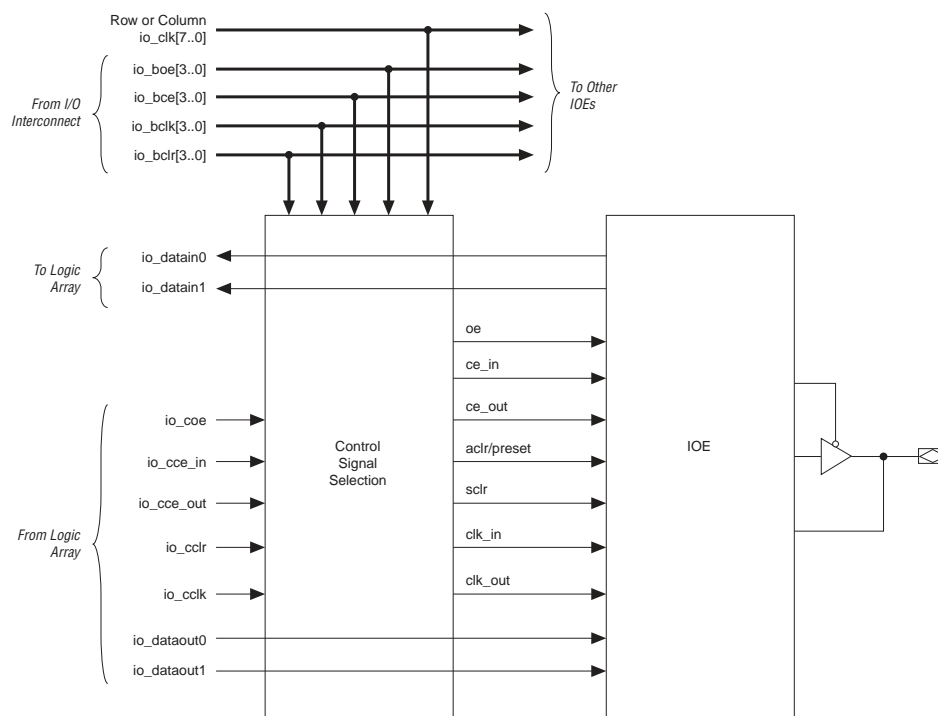 Row or Column
io_clk[7..0]
io_boe[3..0]
io_bce[3..0]
io_bclk[3..0]
io_bclr[3..0]
From I/O
Interconnect
To Other
IOEs
io_datain0
io_datain1
To Logic
Array
oe
ce_in
ce_out
aclr/preset
sclr
clk_in
clk_out
io_coe
io_cce_in
io_cce_out
io_cclr
io_cclk
io_dataout0
io_dataout1
From Logic
Array
Control
Signal
Selection
IOE